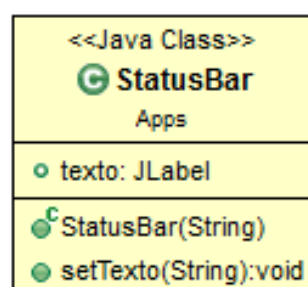 <<Java Class>>
C StatusBar
Apps
texto: JLabel
C StatusBar(String)
setTexto(String):void